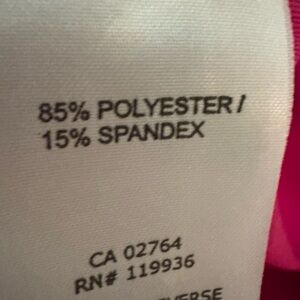 85% POLYESTER /
15% SPANDEX
CA 02764
RN# 119936